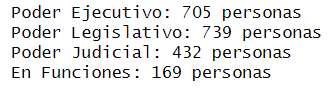 Poder Ejecutivo: 705 personas
Poder Legislativo: 739 personas
Poder Judicial: 432 personas
En Funciones: 169 personas